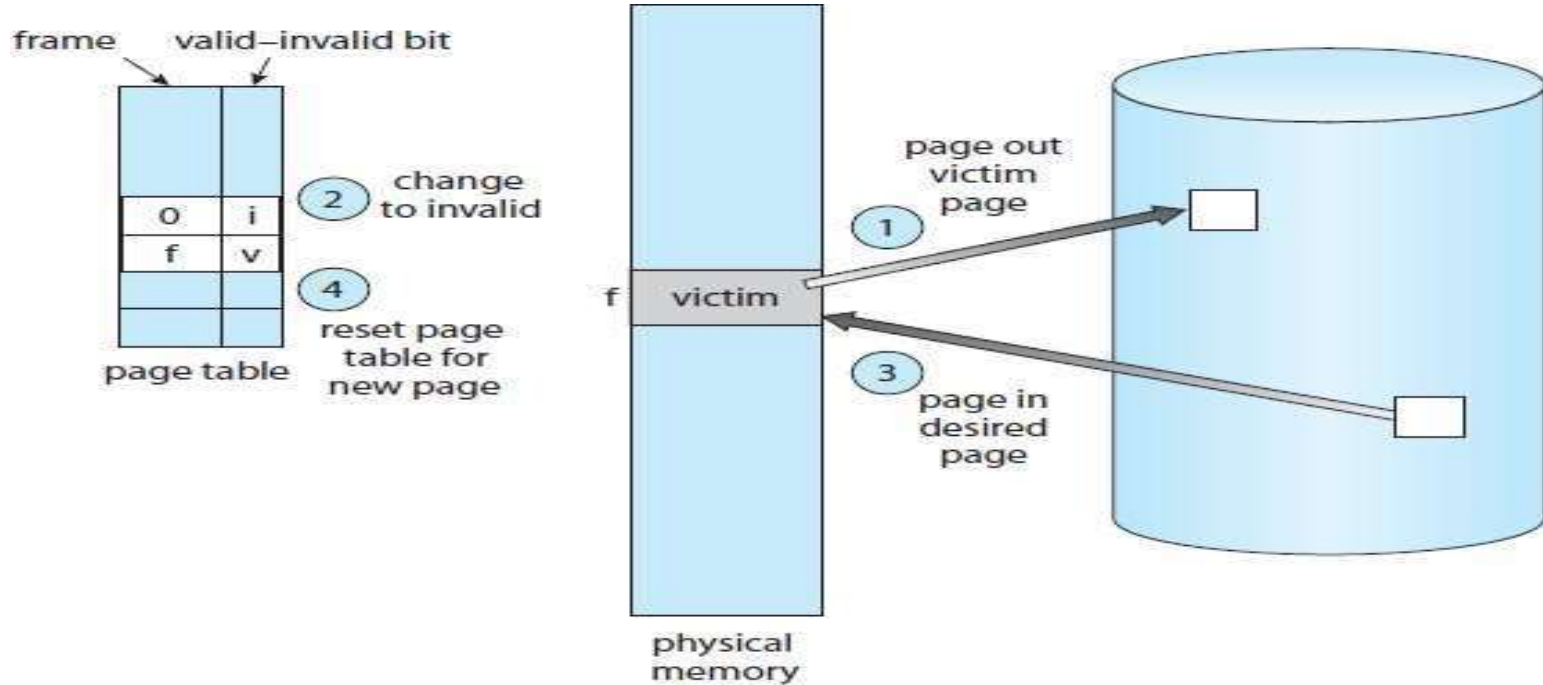 frame
valid–invalid bit
0
i
f
v
page table
2
change
to invalid
4
reset page
table for
new page
f
victim
physical
memory
1
page out
victim
page
3
page in
desired
page